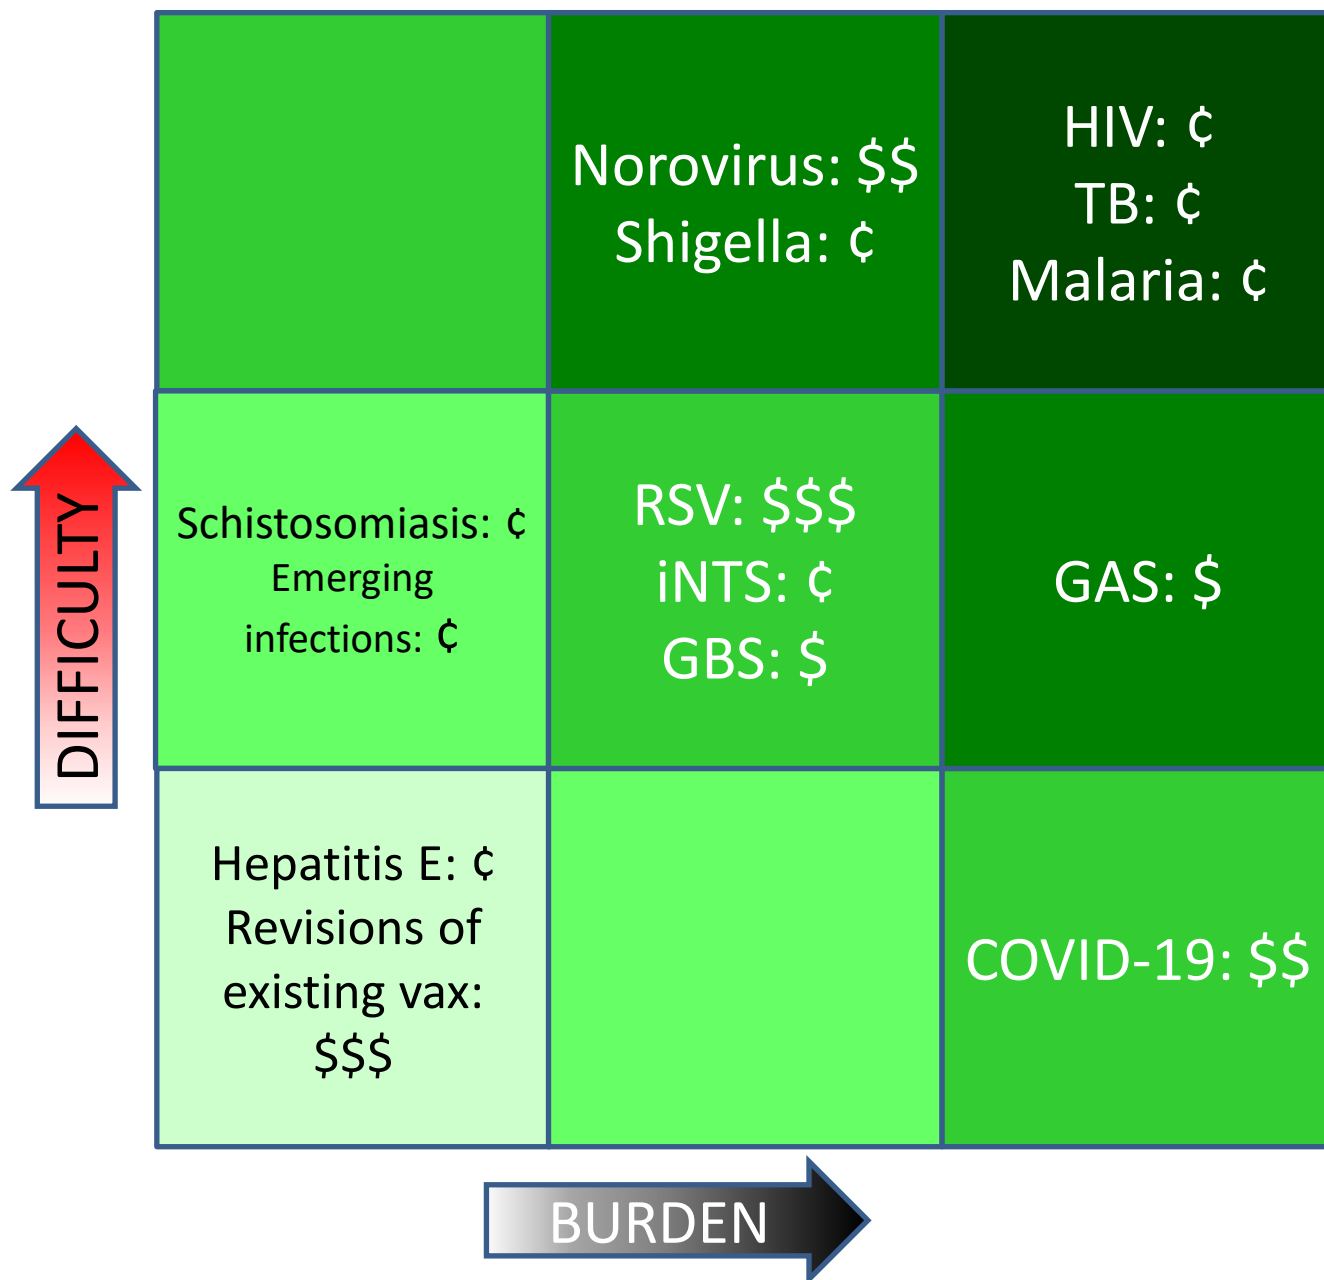 Norovirus: $$
Shigella: ¢
HIV: ¢
TB: ¢
Malaria: ¢
DIFFICULTY
Schistosomiasis: ¢
Emerging
infections: ¢
RSV: $$$
iNTS: ¢
GBS: $
GAS: $
Hepatitis E: ¢
Revisions of
existing vax:
$$$
COVID-19: $$
BURDEN